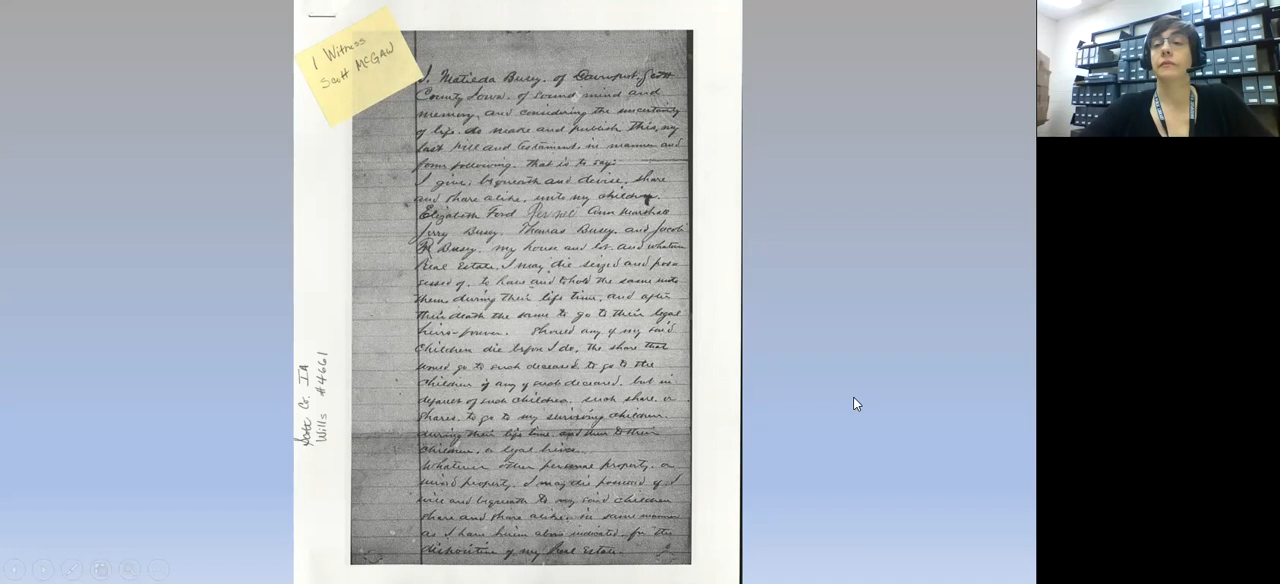 1 Witness
Scott McGAW
I, Matilda Busey, of Davenport, Scott
County Iowa, of sound mind and
memory, and considering the uncertainty
of life, do make and publish this, my
last Will and testament, in manner and
form following, that is to say:
I give, bequeath and devise, share
and share alike, unto my children,
Elizabeth Ford Ann Marshall
Jerry Busey, Thomas Busey, and Jacob
R Busey, my house and lot, and whatever
Real Estate, I may die seized and poss
essed of, to have and to hold the same unto
them, during their life time, and after
their death the same to go to their legal
heirs forever. Should any of my said
Children die before I do, the share that
would go to such deceased, to go to the
Children if any of such deceased, but in
default of such children, such share or
shares, to go to my surviving children.
during their life time, and then to their
Children, or legal heirs.
Whatever other personal property, or
mixed property, I may die possessed of, I
will and bequeath to my said children
share and share alike, in same manner
as I have herein above indicated, for the
disposition of my Real Estate.
Scott Co. IA
Wills #4661